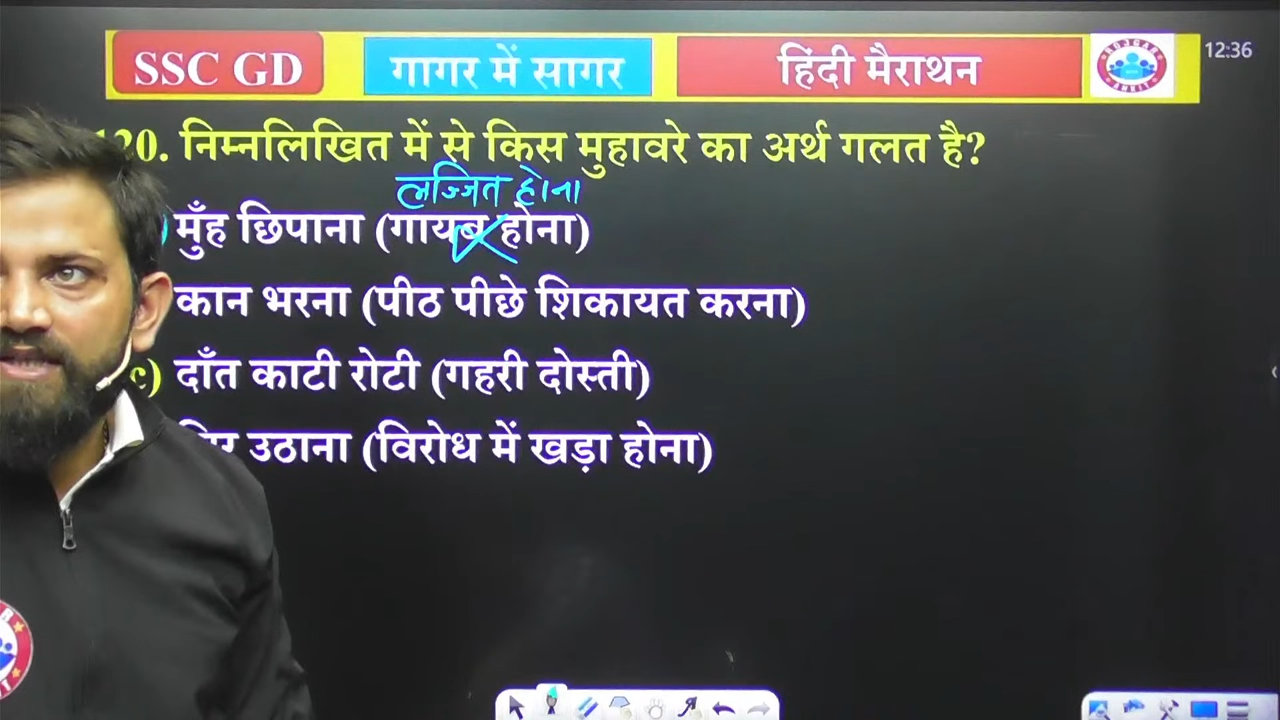 SSC GD गागर में सागर हिंदी मैराथन 12:36
120. निम्नलिखित में से किस मुहावरे का अर्थ गलत है?
लज्जित होना
) मुँह छिपाना (गायब होना)
कान भरना (पीठ पीछे शिकायत करना)
c) दाँत काटी रोटी (गहरी दोस्ती)
उठाना (विरोध में खड़ा होना)